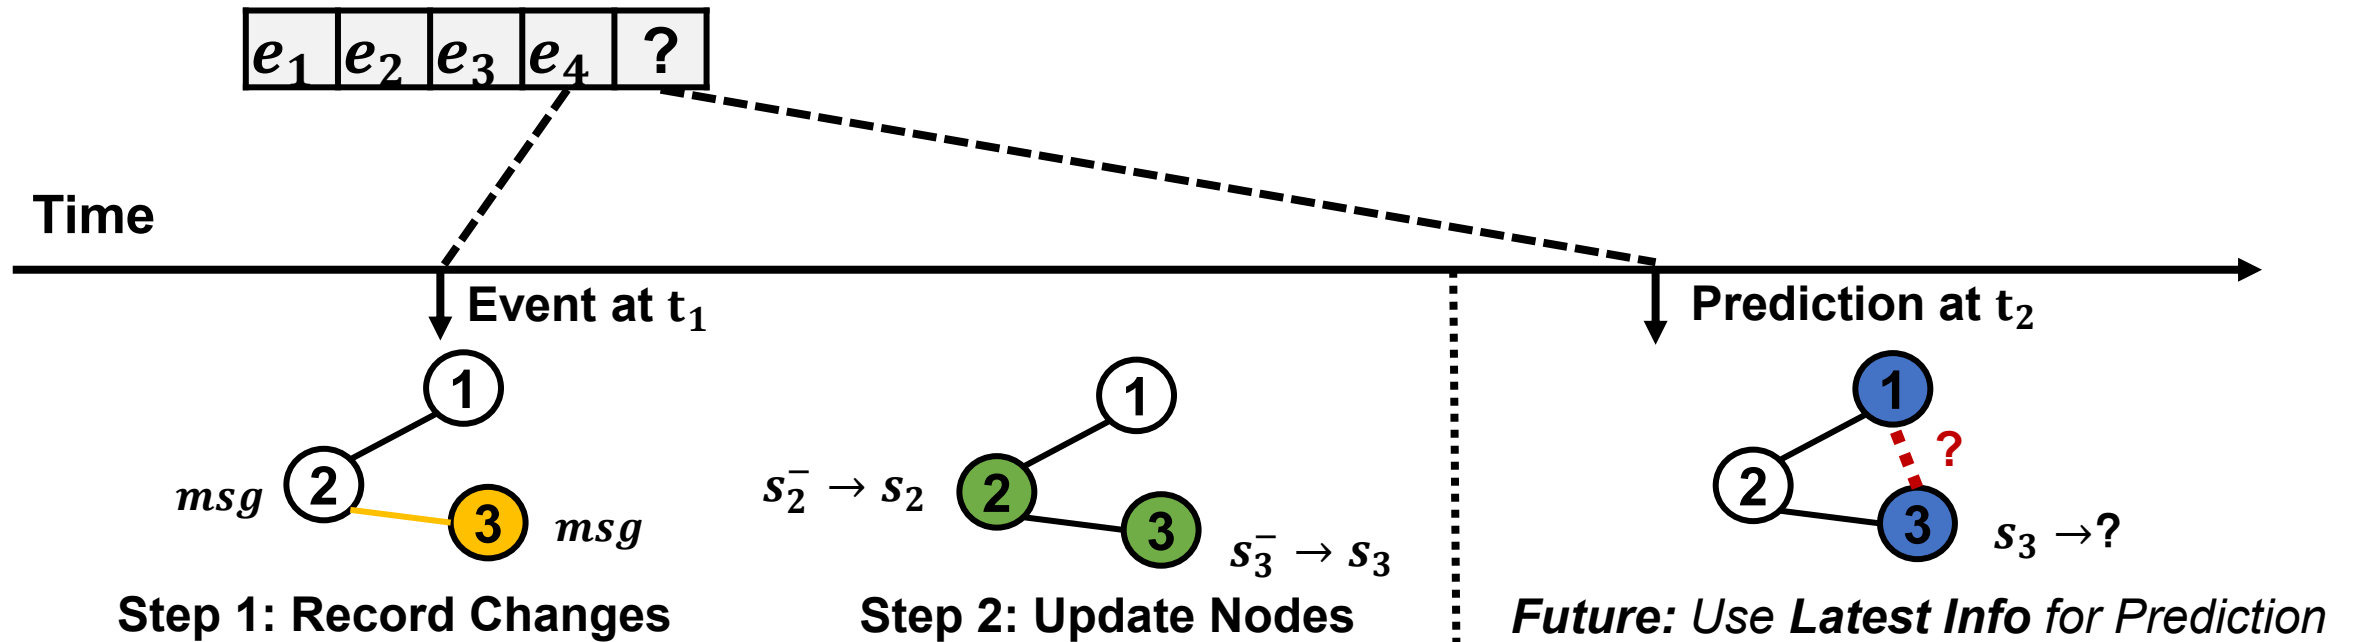 e₁ e₂ e₃ e₄ ?
Time
Event at t₁
Prediction at t₂
1
2
3
msg
msg
1
2
3
s₂⁻ → s₂
s₃⁻ → s₃
1
2
3
?
s₃ →?
Step 1: Record Changes
Step 2: Update Nodes
Future: Use Latest Info for Prediction